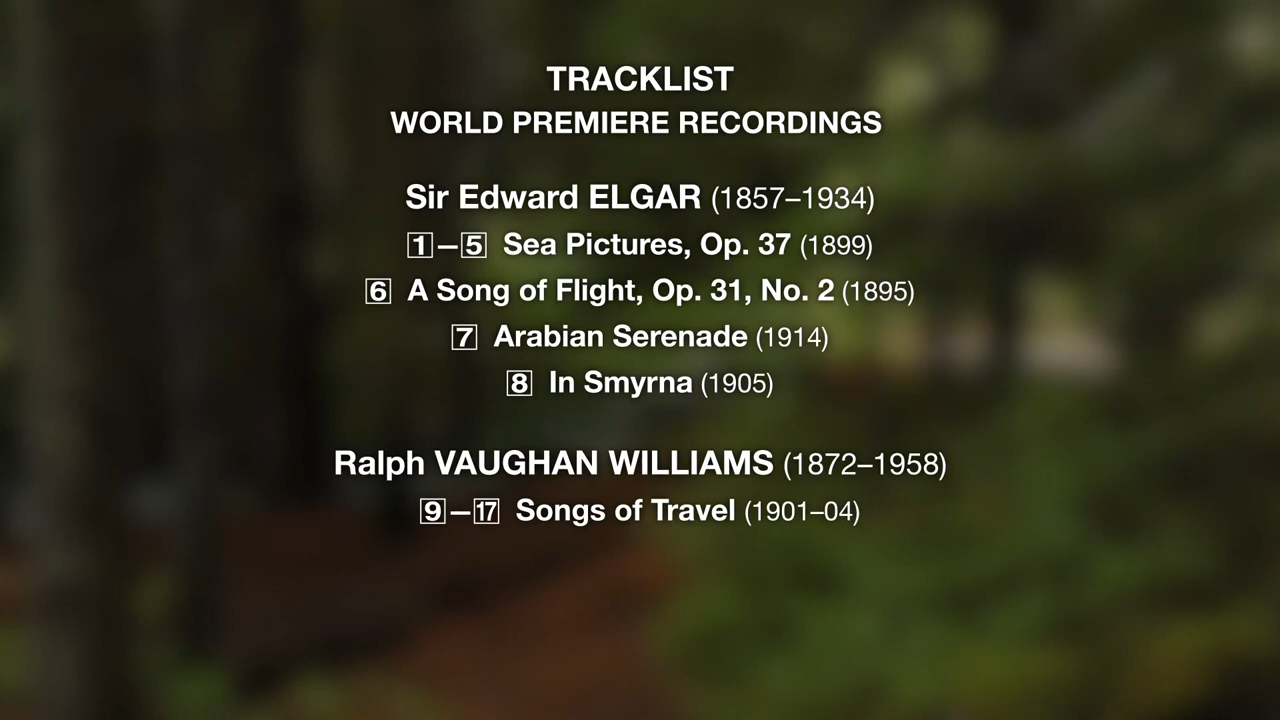 TRACKLIST
WORLD PREMIERE RECORDINGS
Sir Edward ELGAR (1857–1934)
1–5 Sea Pictures, Op. 37 (1899)
6 A Song of Flight, Op. 31, No. 2 (1895)
7 Arabian Serenade (1914)
8 In Smyrna (1905)
Ralph VAUGHAN WILLIAMS (1872–1958)
9–17 Songs of Travel (1901–04)